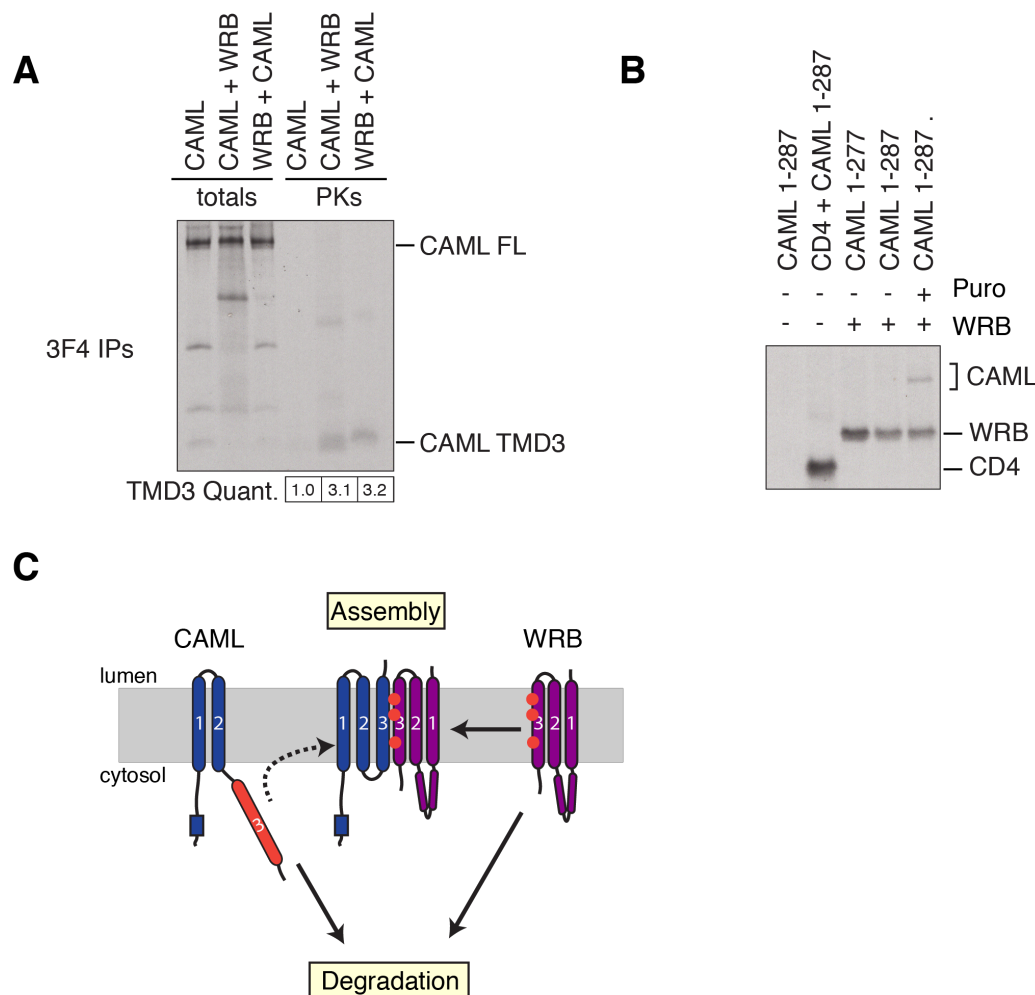 A
CAML
CAML + WRB
WRB + CAML
CAML
CAML + WRB
WRB + CAML
totals
PKs
CAML FL
3F4 IPs
CAML TMD3
TMD3 Quant.
1.0
3.1
3.2
B
CAML 1-287
CD4 + CAML 1-287
CAML 1-277
CAML 1-287
CAML 1-287 .
- - - - + Puro
- - + + + WRB
CAML
WRB
CD4
C
Assembly
CAML
WRB
lumen
1 2
1 2 3 3 2 1
3 2 1
cytosol
3
Degradation